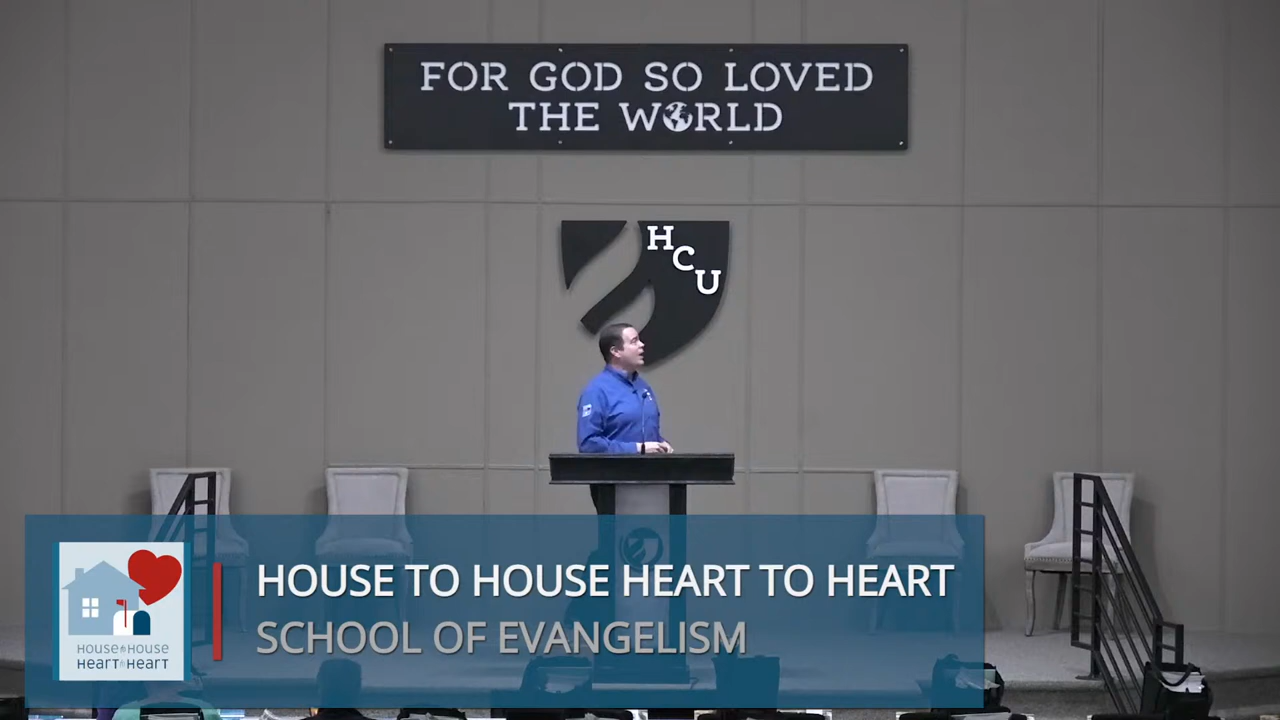 FOR GOD SO LOVED
THE WORLD
H
C
U
HOUSE TO HOUSE HEART TO HEART
SCHOOL OF EVANGELISM
HOUSE TO HOUSE
HEART TO HEART